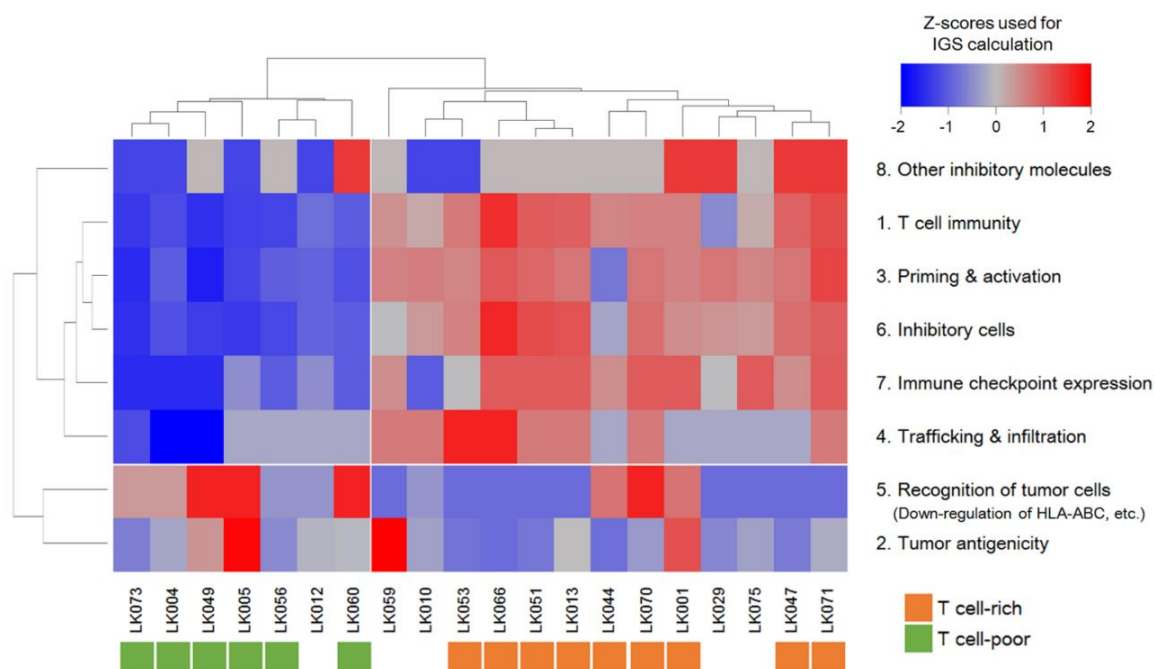 Z-scores used for
IGS calculation
-2 -1 0 1 2
8. Other inhibitory molecules
1. T cell immunity
3. Priming & activation
6. Inhibitory cells
7. Immune checkpoint expression
4. Trafficking & infiltration
5. Recognition of tumor cells
(Down-regulation of HLA-ABC, etc.)
2. Tumor antigenicity
LK073 LK004 LK049 LK005 LK056 LK012 LK060 LK059 LK010 LK053 LK066 LK051 LK013 LK044 LK070 LK001 LK029 LK075 LK047 LK071
T cell-rich
T cell-poor